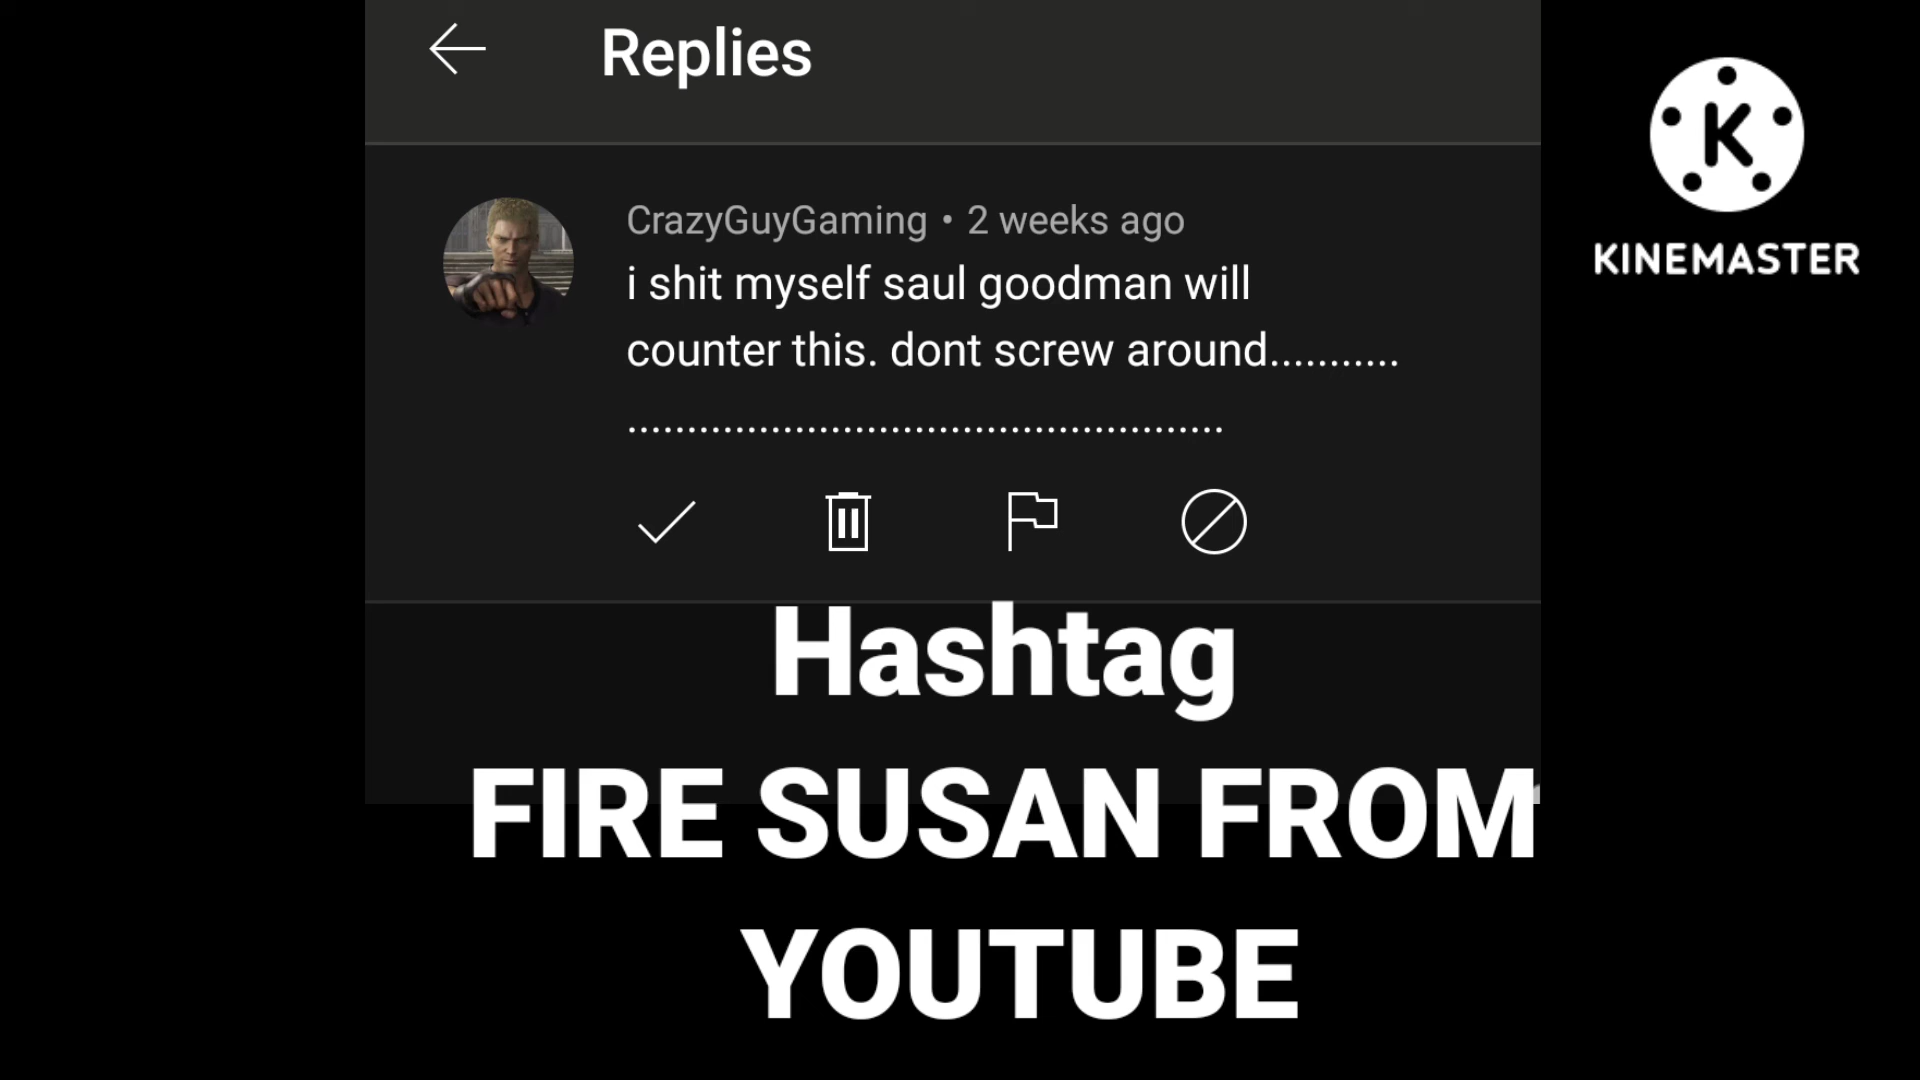 Replies
CrazyGuyGaming • 2 weeks ago
i shit myself saul goodman will
counter this. dont screw around...........
..................................................
Hashtag
FIRE SUSAN FROM
YOUTUBE
K
KINEMASTER